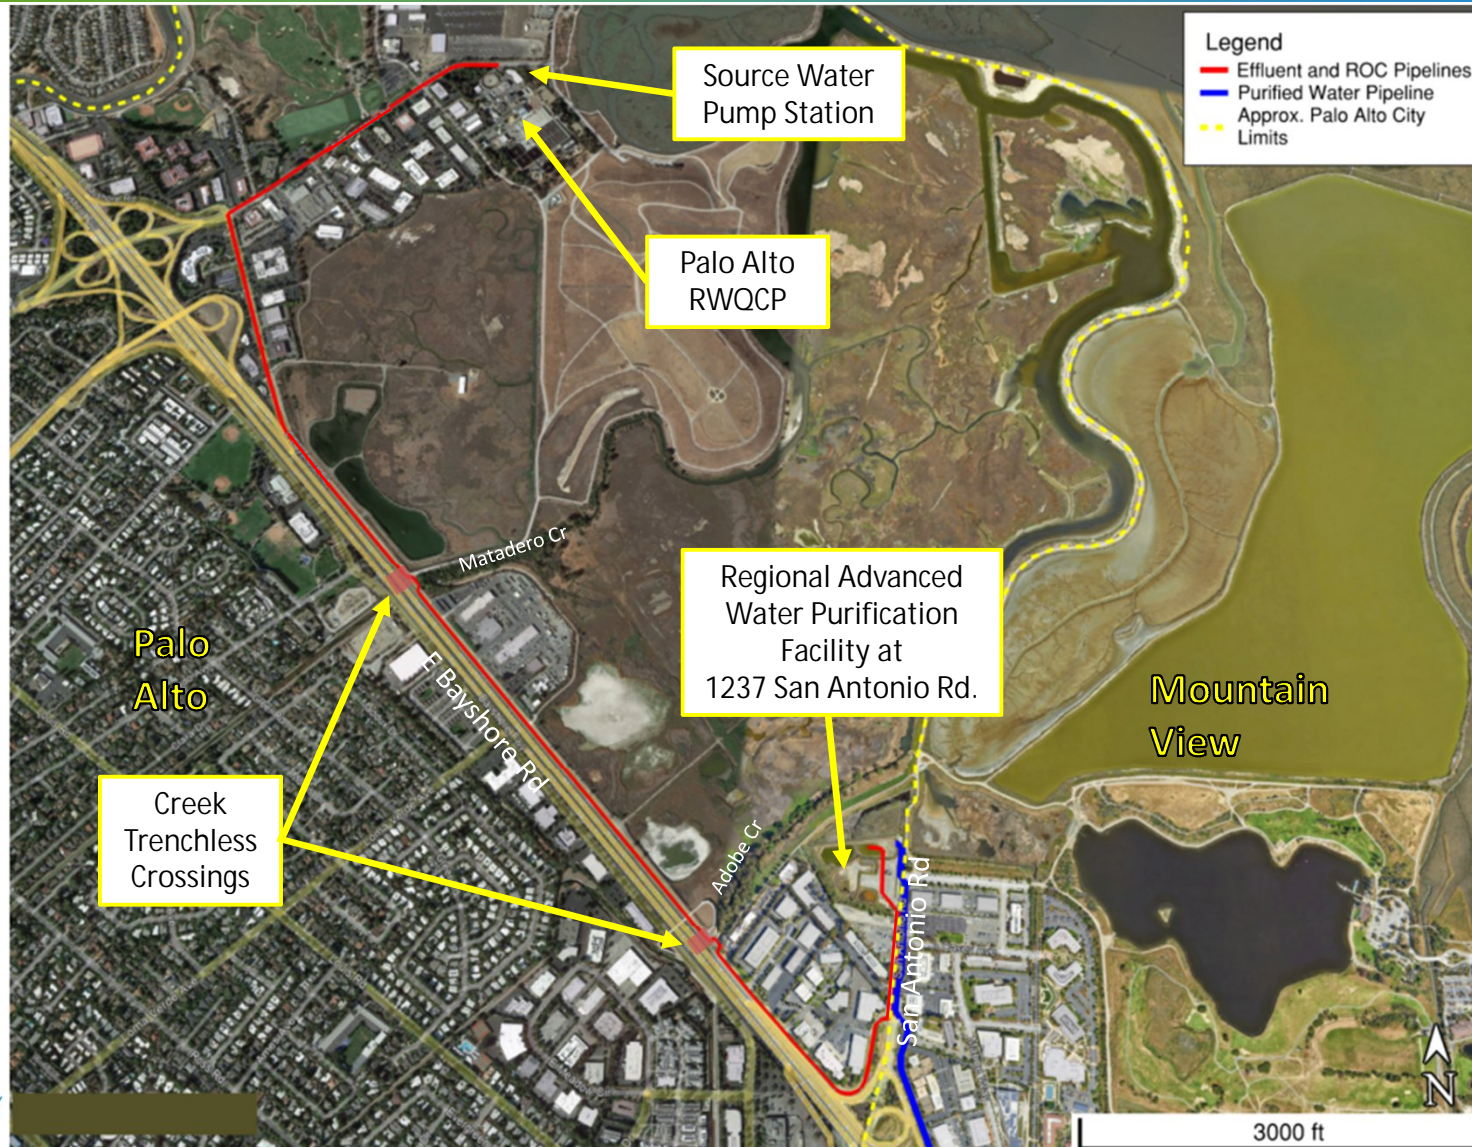 Legend
Effluent and ROC Pipelines
Purified Water Pipeline
Approx. Palo Alto City
Limits
Source Water
Pump Station
Palo Alto
RWQCP
Matadero Cr
Regional Advanced
Water Purification
Facility at
1237 San Antonio Rd.
Palo
Alto
E Bayshore Rd
Mountain
View
Creek
Trenchless
Crossings
Adobe Cr
San Antonio Rd
N
3000 ft